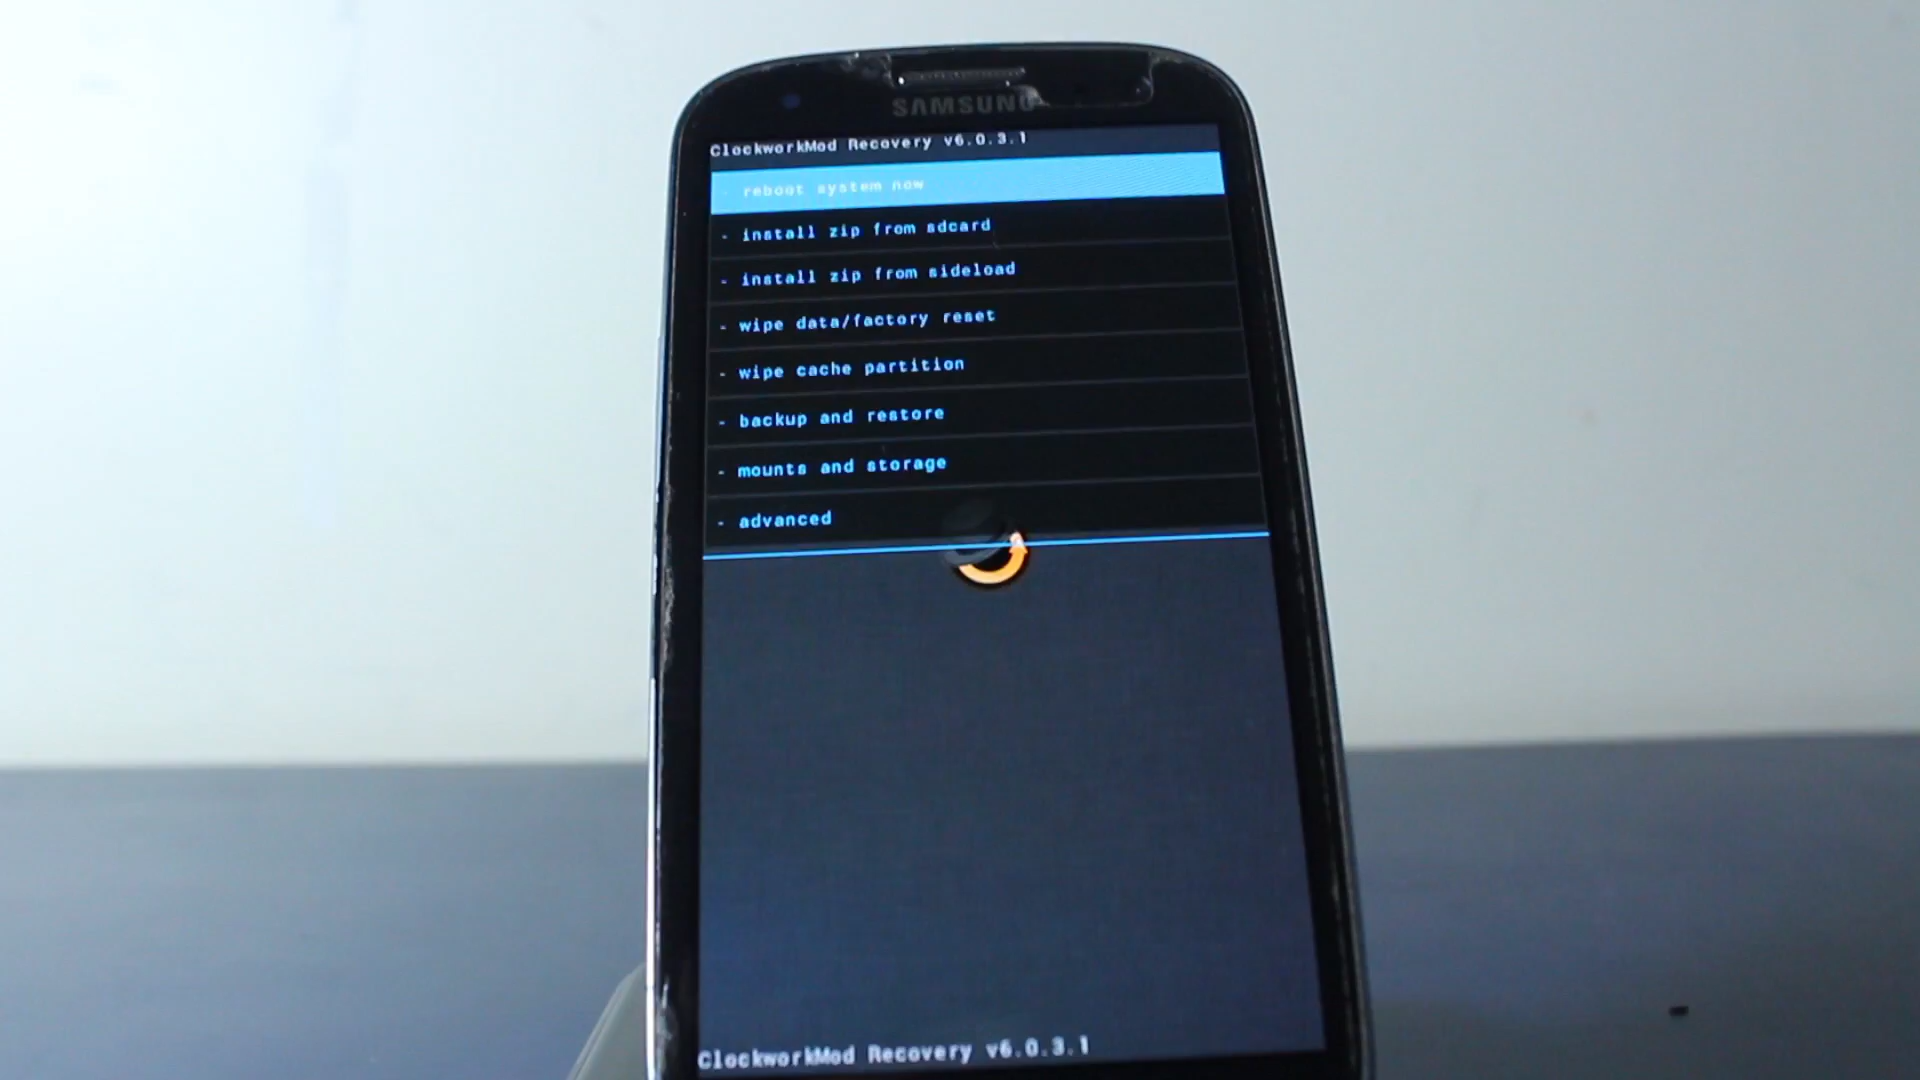 SAMSUNG
ClockworkMod Recovery v6.0.3.1
- reboot system now
- install zip from sdcard
- install zip from sideload
- wipe data/factory reset
- wipe cache partition
- backup and restore
- mounts and storage
- advanced
ClockworkMod Recovery v6.0.3.1